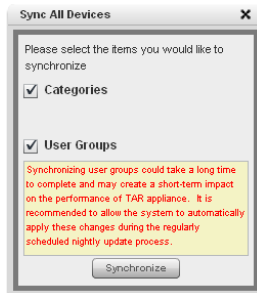 Sync All Devices
Please select the items you would like to
synchronize
Categories
User Groups
Synchronizing user groups could take a long time
to complete and may create a short-term impact
on the performance of TAR appliance. It is
recommended to allow the system to automatically
apply these changes during the regularly
scheduled nightly update process.
Synchronize